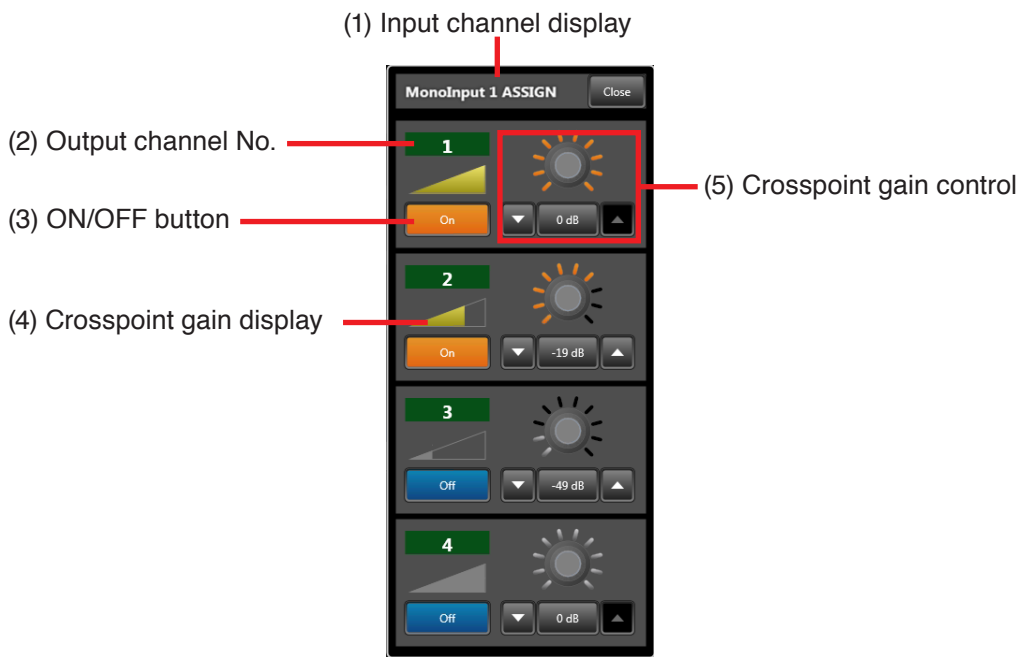 (1) Input channel display
MonoInput 1 ASSIGN Close
(2) Output channel No.
1
(5) Crosspoint gain control
(3) ON/OFF button
On 0 dB
2
(4) Crosspoint gain display
On -19 dB
3
Off -49 dB
4
Off 0 dB